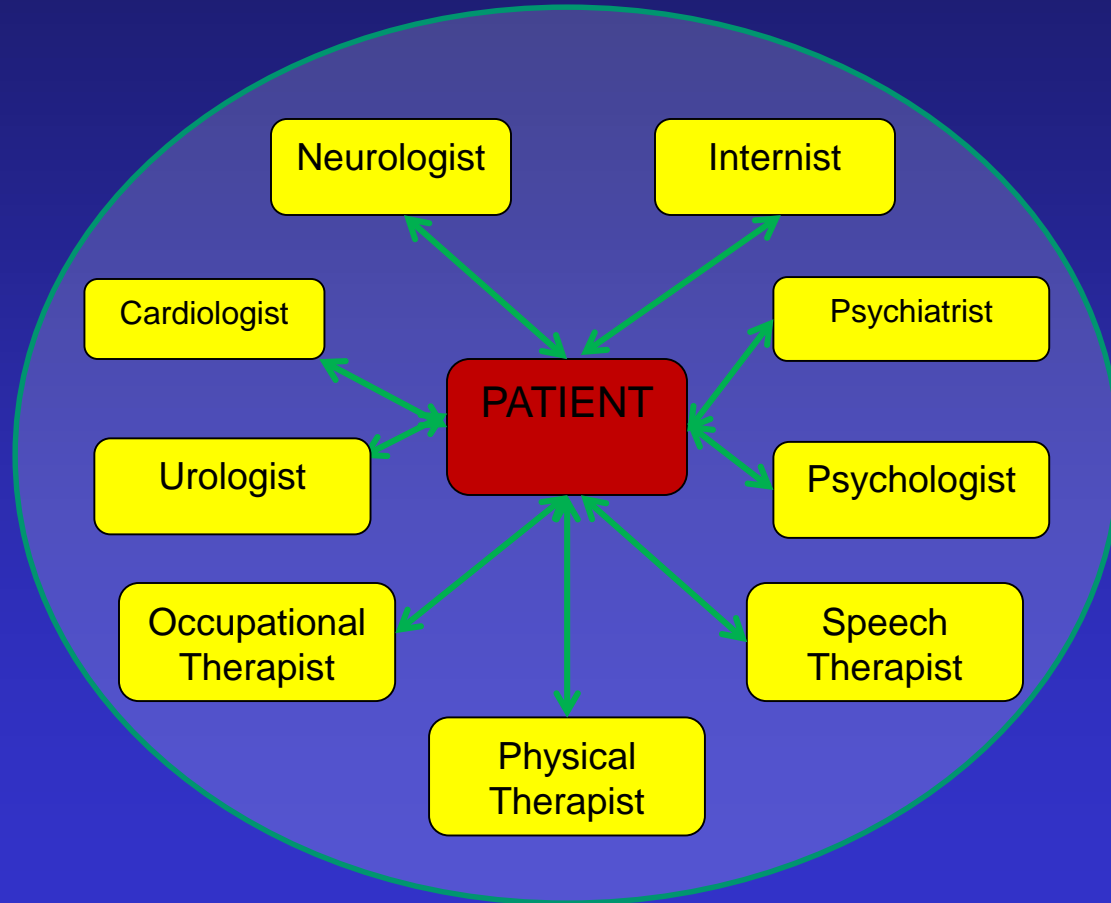 Neurologist
Internist
Cardiologist
Psychiatrist
PATIENT
Urologist
Psychologist
Occupational
Therapist
Speech
Therapist
Physical
Therapist